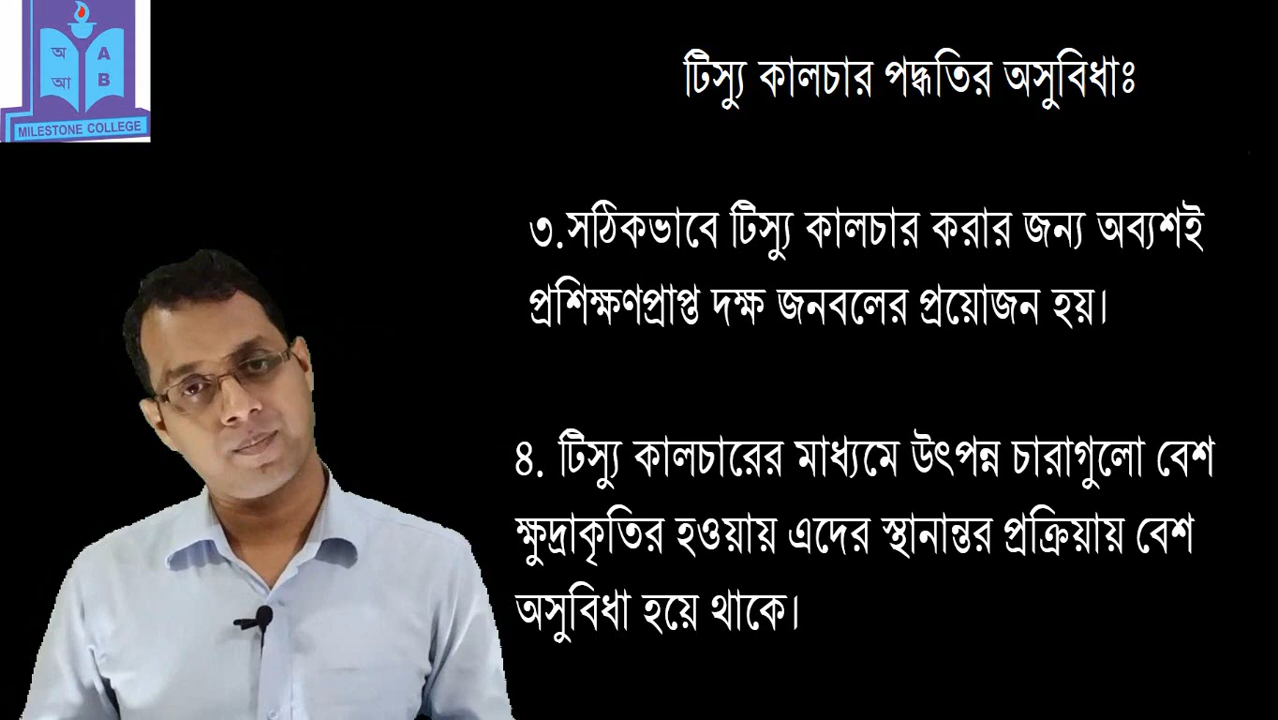 অ A
আ B
MILESTONE COLLEGE
টিস্যু কালচার পদ্ধতির অসুবিধাঃ
৩.সঠিকভাবে টিস্যু কালচার করার জন্য অব্যশই
প্রশিক্ষণপ্রাপ্ত দক্ষ জনবলের প্রয়োজন হয়।
৪. টিস্যু কালচারের মাধ্যমে উৎপন্ন চারাগুলো বেশ
ক্ষুদ্রাকৃতির হওয়ায় এদের স্থানান্তর প্রক্রিয়ায় বেশ
অসুবিধা হয়ে থাকে।